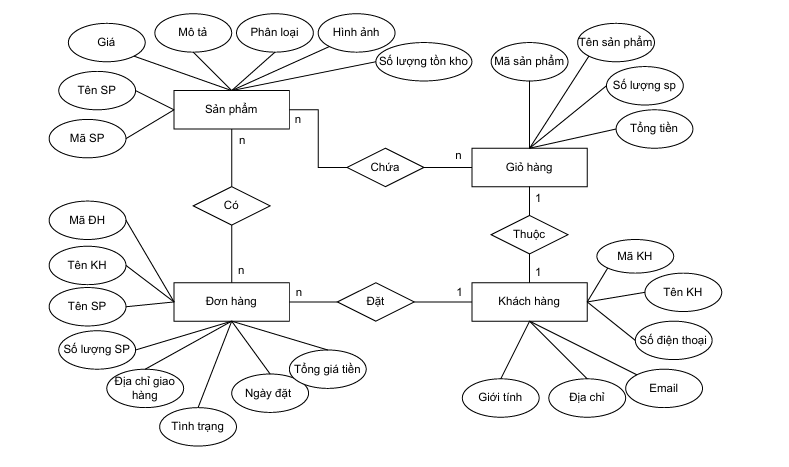 Giá
Mô tả
Phân loại
Hình ảnh
Số lượng tồn kho
Tên SP
Mã SP
Sản phẩm
n
n
Mã sản phẩm
Tên sản phẩm
Số lượng sp
Tổng tiền
Chứa
n
Giỏ hàng
1
Có
Thuộc
Mã ĐH
Tên KH
Tên SP
Số lượng SP
n
Đơn hàng
n
Đặt
1
1
Khách hàng
Mã KH
Tên KH
Số điện thoại
Địa chỉ giao
hàng
Tình trạng
Ngày đặt
Tổng giá tiền
Giới tính
Địa chỉ
Email